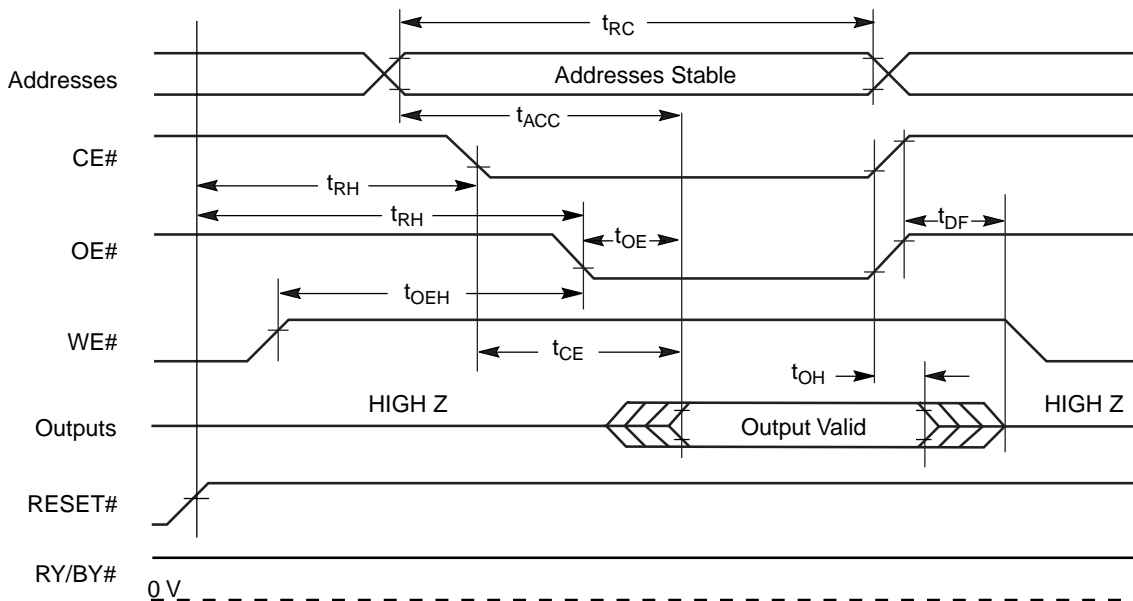 tRC
Addresses
Addresses Stable
tACC
CE#
tRH
tRH
tDF
OE#
tOE
tOEH
WE#
tCE
tOH
HIGH Z
HIGH Z
Outputs
Output Valid
RESET#
RY/BY#
0 V